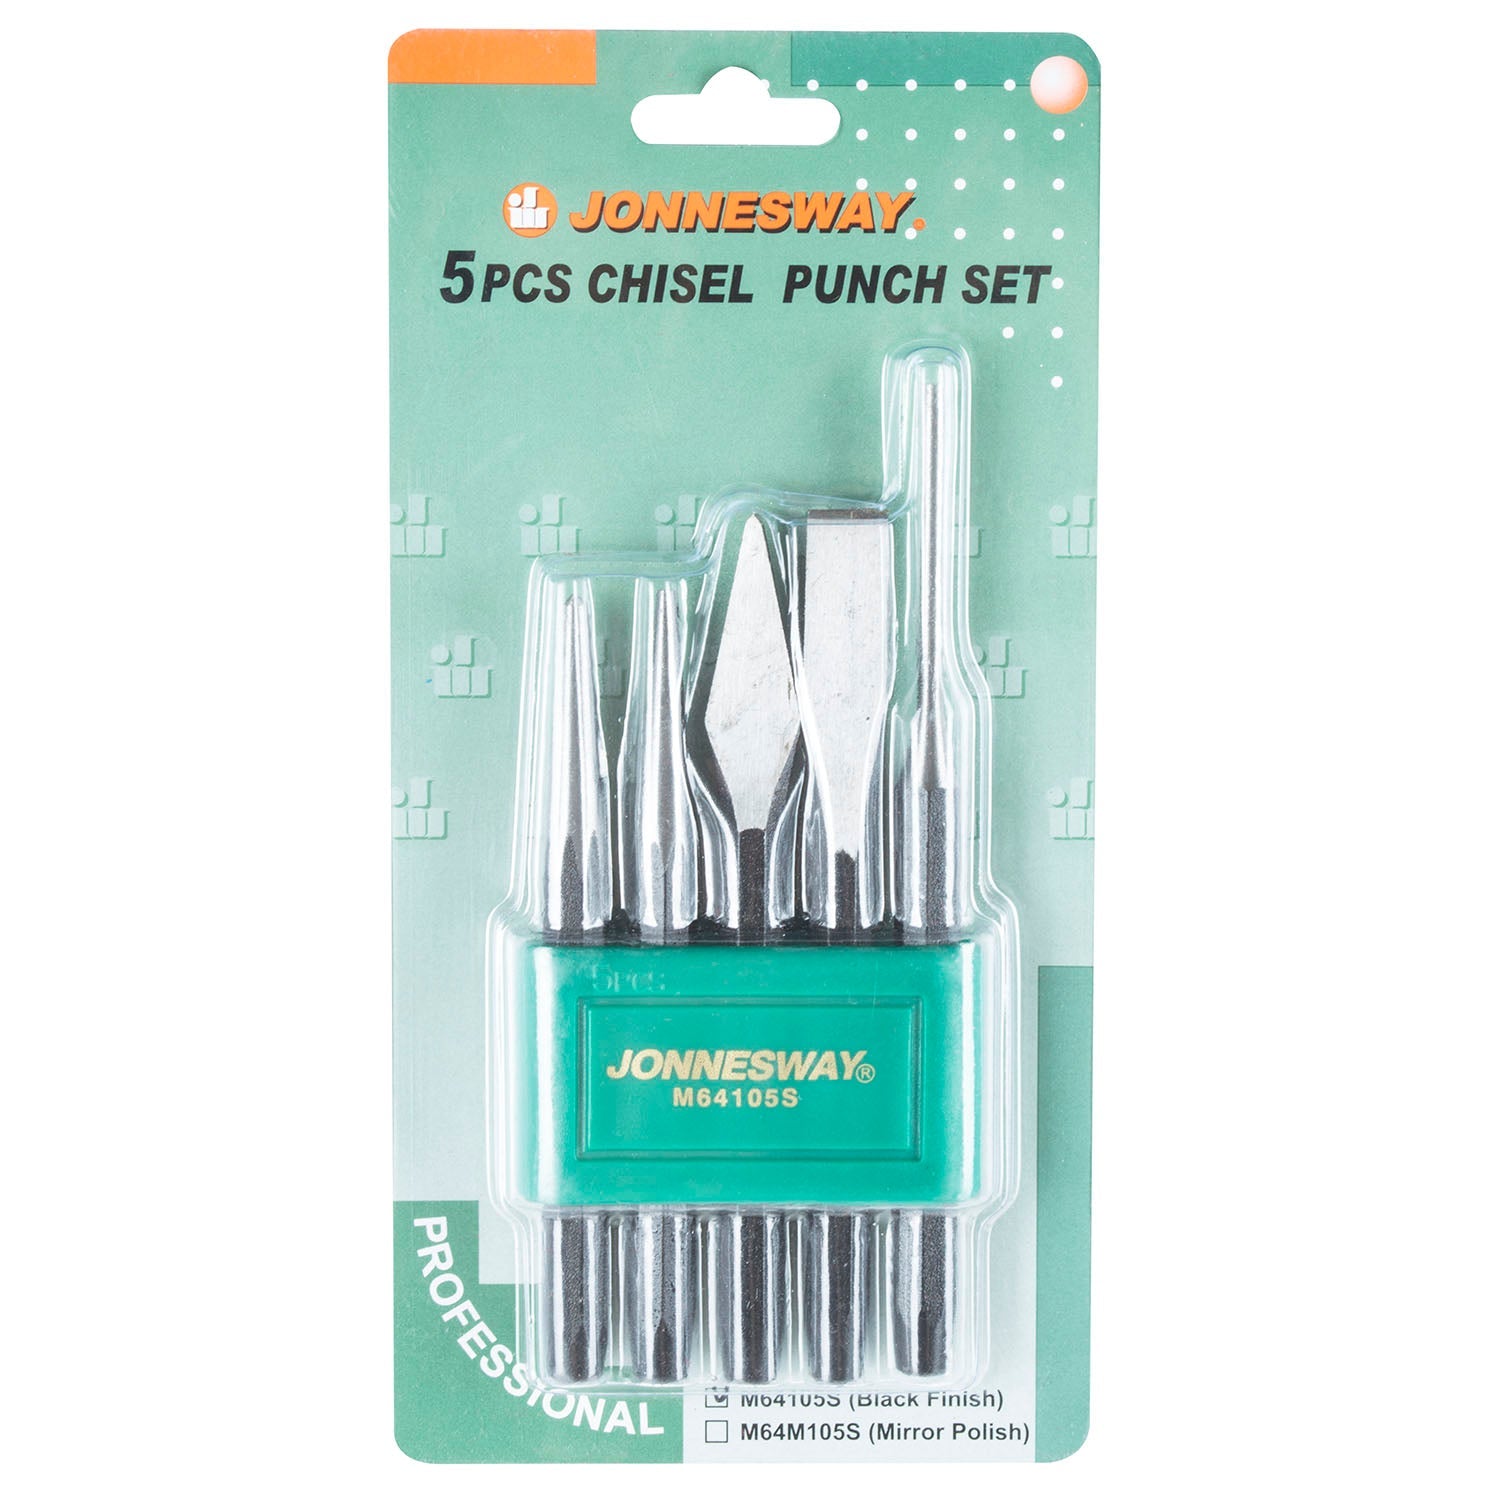 JONNESWAY
5PCS CHISEL PUNCH SET
5PCS
JONNESWAY®
M64105S
PROFESSIONAL
M64105S (Black Finish)
M64M105S (Mirror Polish)